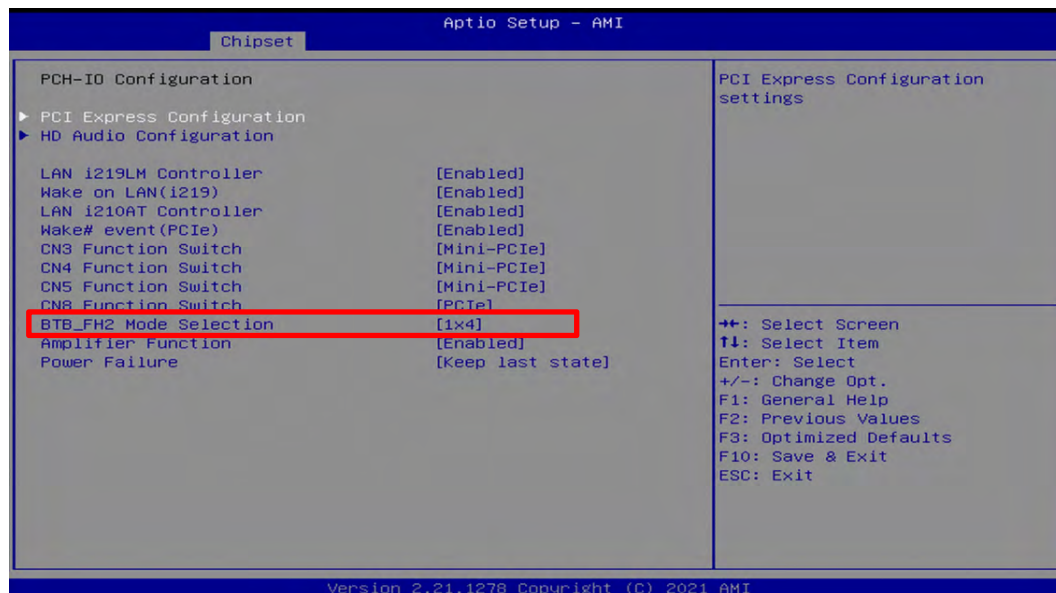 Aptio Setup – AMI
Chipset
PCH-IO Configuration
PCI Express Configuration
HD Audio Configuration
LAN i219LM Controller [Enabled]
Wake on LAN(i219) [Enabled]
LAN i210AT Controller [Enabled]
Wake# event(PCIe) [Enabled]
CN3 Function Switch [Mini-PCIe]
CN4 Function Switch [Mini-PCIe]
CN5 Function Switch [Mini-PCIe]
CN8 Function Switch [PCIe]
BTB_FH2 Mode Selection [1x4]
Amplifier Function [Enabled]
Power Failure [Keep last state]
PCI Express Configuration
settings
→←: Select Screen
↑↓: Select Item
Enter: Select
+/-: Change Opt.
F1: General Help
F2: Previous Values
F3: Optimized Defaults
F10: Save & Exit
ESC: Exit
Version 2.21.1278 Copyright (C) 2021 AMI